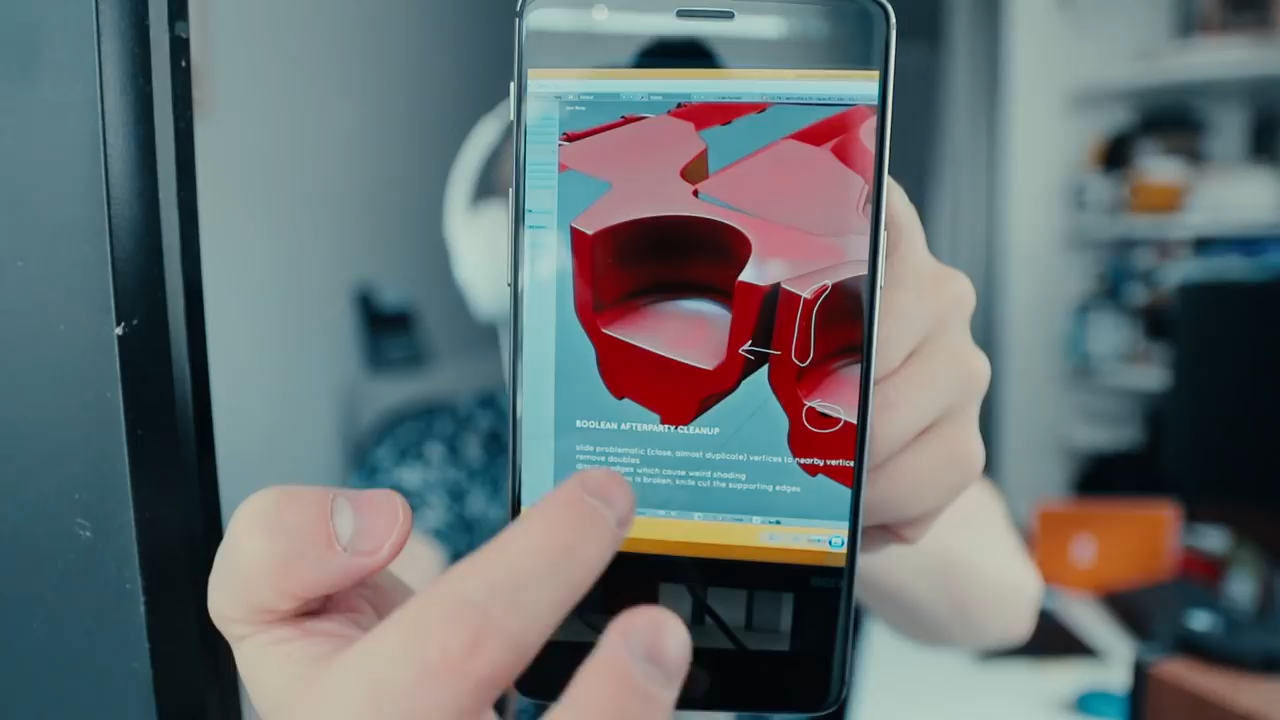 BOOLEAN AFTERPARTY CLEANUP
slide problematic (close, almost duplicate) vertices to nearby vertice
remove doubles
edges which cause weird shading
is broken, knife cut the supporting edges